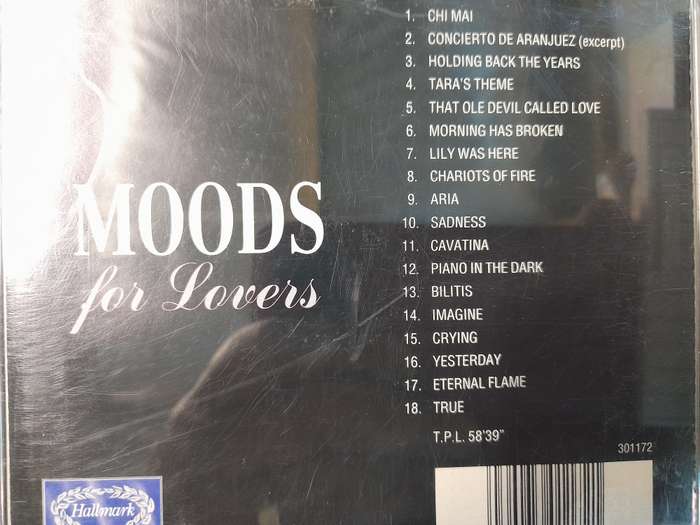 MOODS
for Lovers
1. CHI MAI
2. CONCIERTO DE ARANJUEZ (excerpt)
3. HOLDING BACK THE YEARS
4. TARA'S THEME
5. THAT OLE DEVIL CALLED LOVE
6. MORNING HAS BROKEN
7. LILY WAS HERE
8. CHARIOTS OF FIRE
9. ARIA
10. SADNESS
11. CAVATINA
12. PIANO IN THE DARK
13. BILITIS
14. IMAGINE
15. CRYING
16. YESTERDAY
17. ETERNAL FLAME
18. TRUE
T.P.L. 58'39"
301172
Hallmark